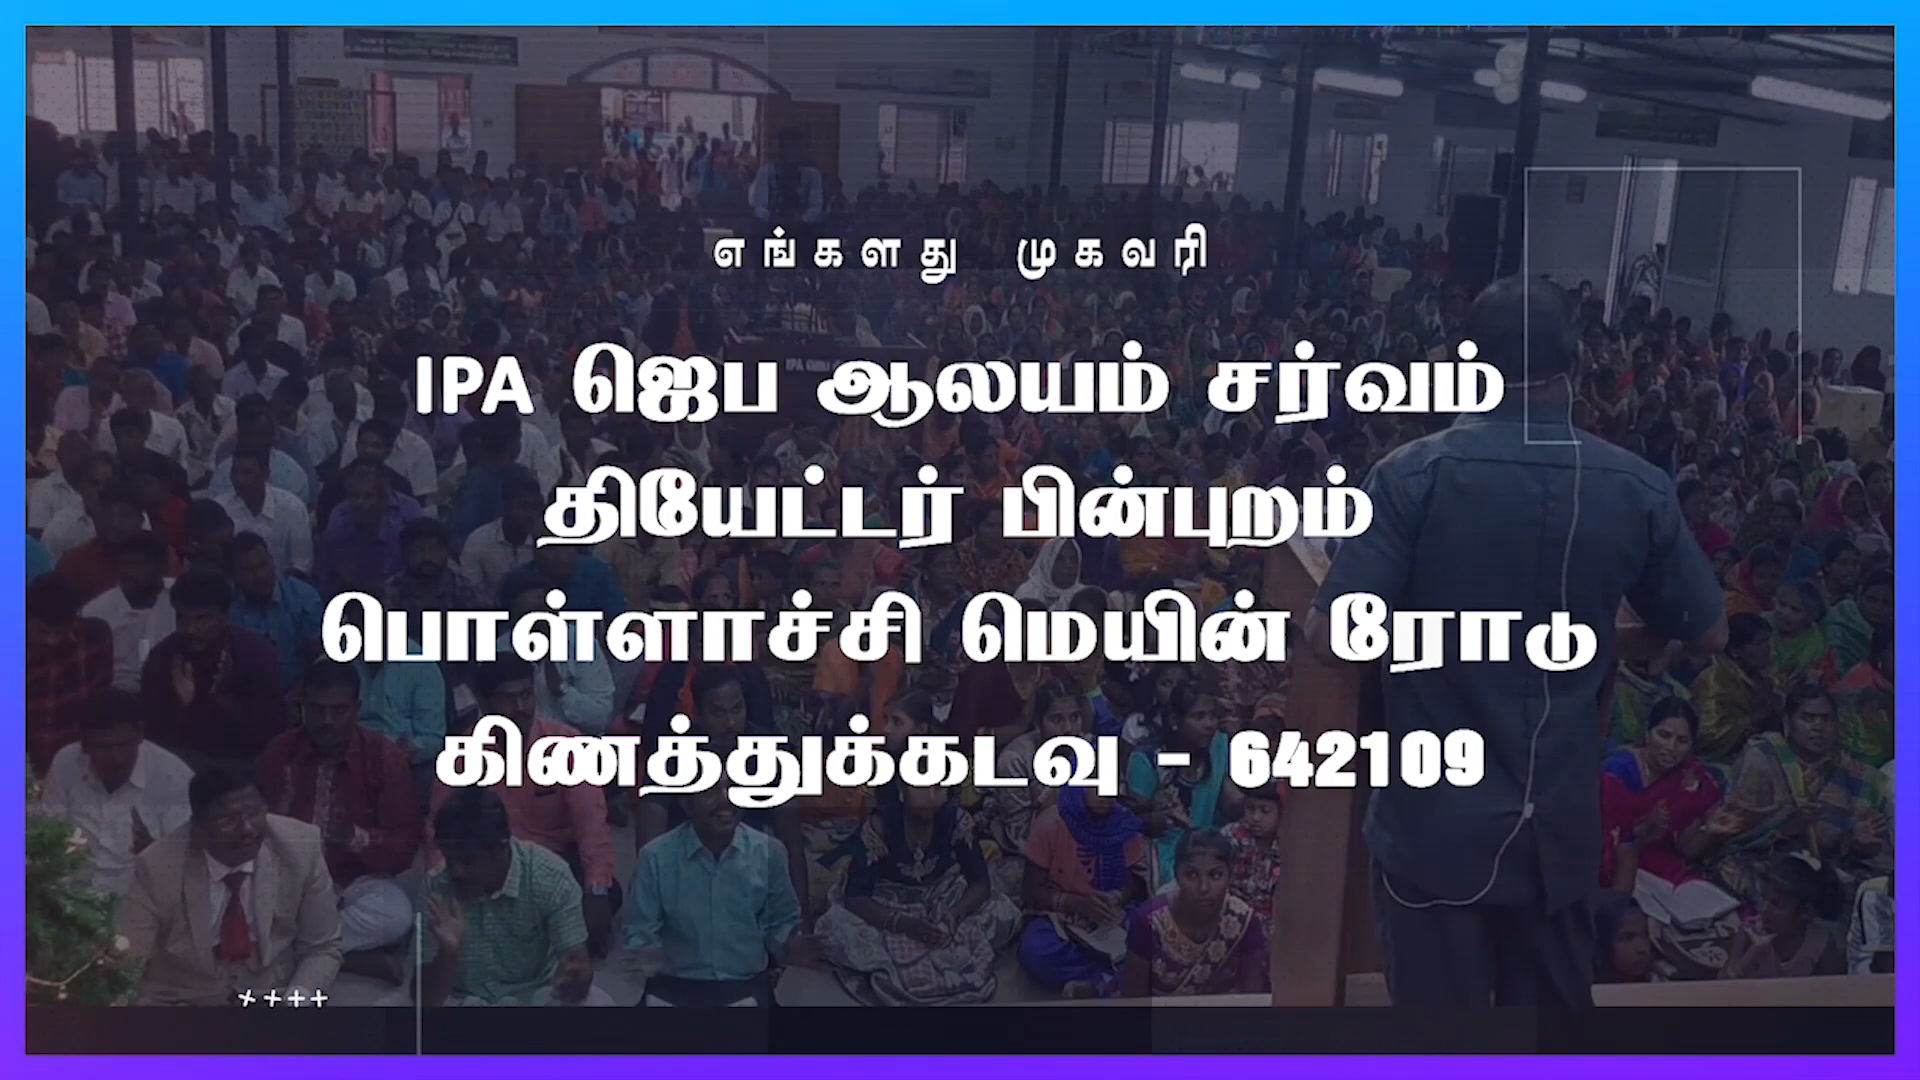 எங்களது முகவரி
IPA ஜெப ஆலயம் சர்வம்
தியேட்டர் பின்புறம்
பொள்ளாச்சி மெயின் ரோடு
கிணத்துக்கடவு - 642109
++++